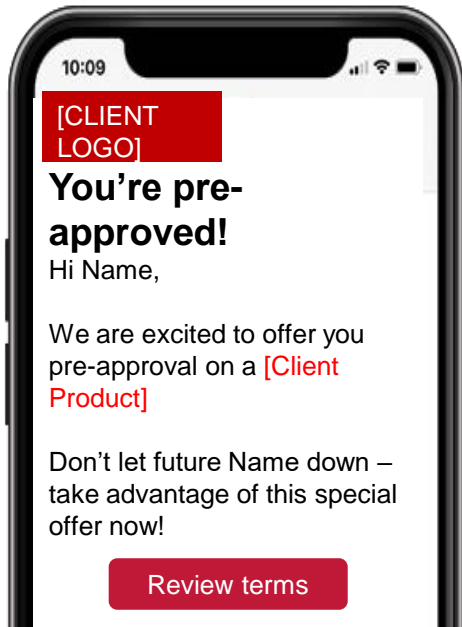 10:09
[CLIENT
LOGO]
You’re pre-
approved!
Hi Name,
We are excited to offer you
pre-approval on a [Client
Product]
Don’t let future Name down –
take advantage of this special
offer now!
Review terms